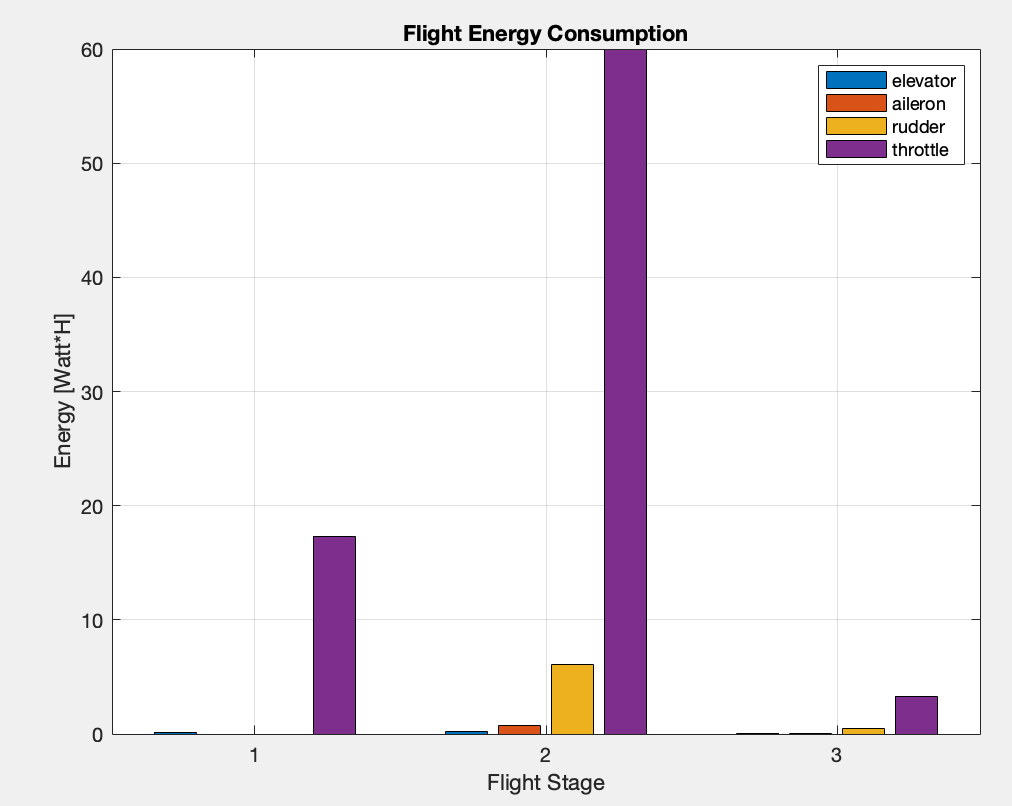 Flight Energy Consumption
60
50
40
30
20
10
0
Energy [Watt*H]
elevator
aileron
rudder
throttle
1 2 3
Flight Stage